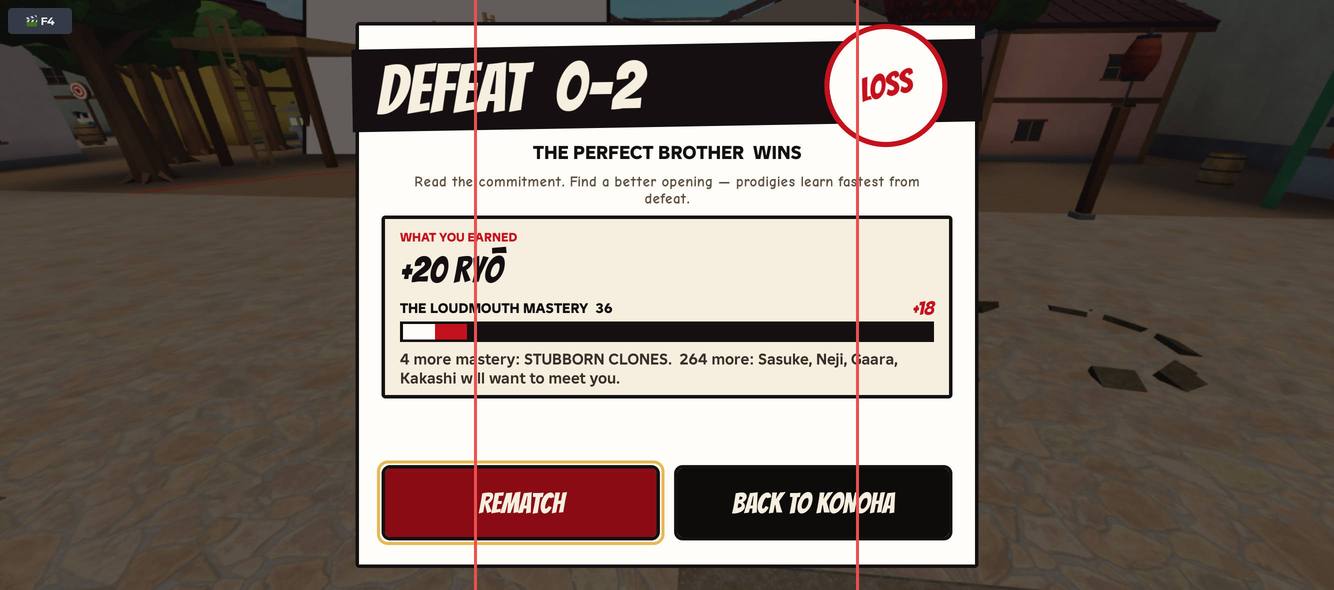 🎬 F4
DEFEAT 0-2
LOSS
THE PERFECT BROTHER WINS
Read the commitment. Find a better opening — prodigies learn fastest from
defeat.
WHAT YOU EARNED
+20 RYŌ
THE LOUDMOUTH MASTERY 36
+18
4 more mastery: STUBBORN CLONES. 264 more: Sasuke, Neji, Gaara,
Kakashi will want to meet you.
REMATCH
BACK TO KONOHA